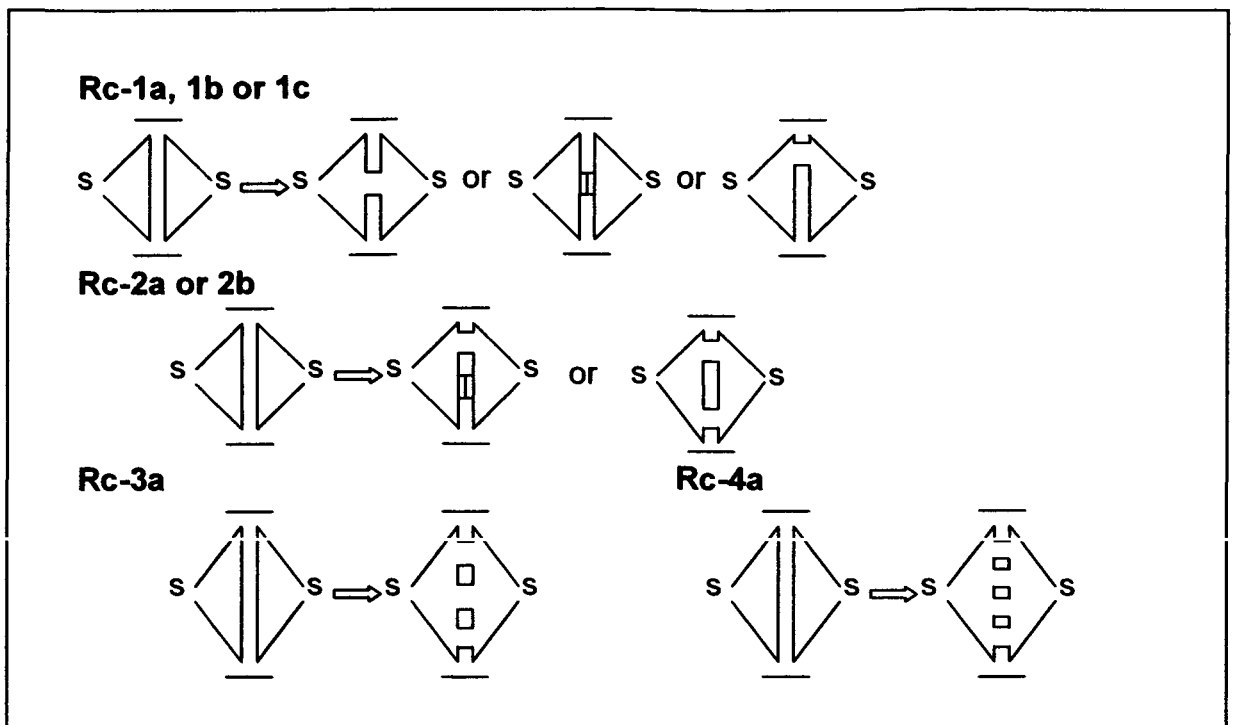 Rc-1a, 1b or 1c
S S S S or S S or S S
Rc-2a or 2b
S S S S or S S
Rc-3a Rc-4a
S S S S S S S S